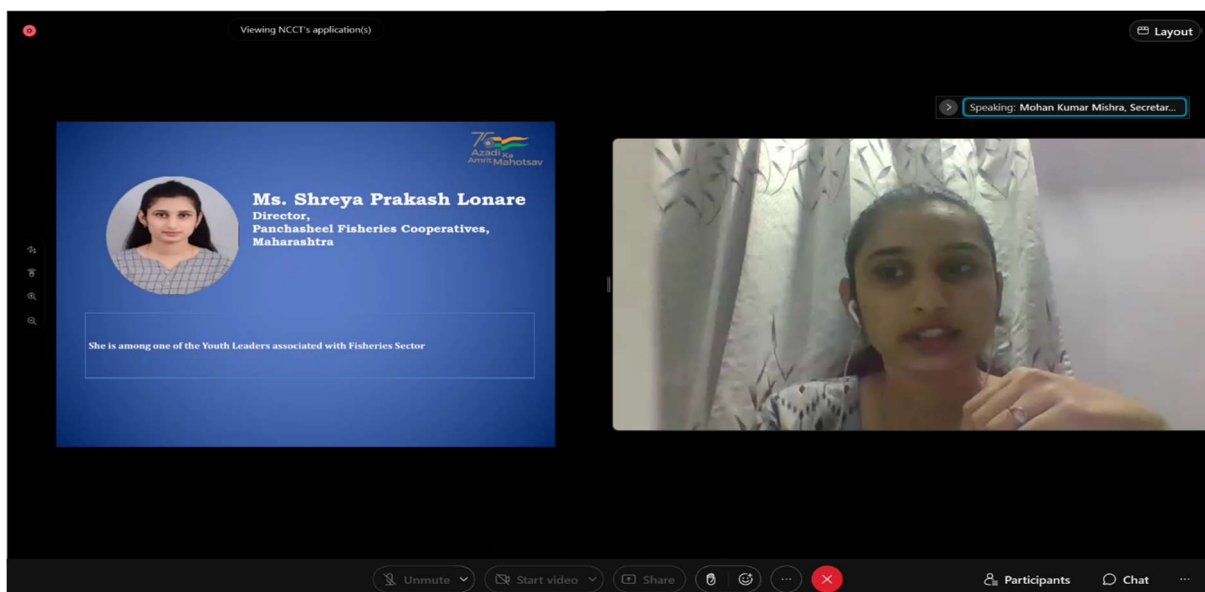 Viewing NCCT's application(s)
Layout
Speaking: Mohan Kumar Mishra, Secretar...
75
Azadi Ka
Amrit Mahotsav
Ms. Shreya Prakash Lonare
Director,
Panchasheel Fisheries Cooperatives,
Maharashtra
She is among one of the Youth Leaders associated with Fisheries Sector
Unmute
Start video
Share
Participants
Chat